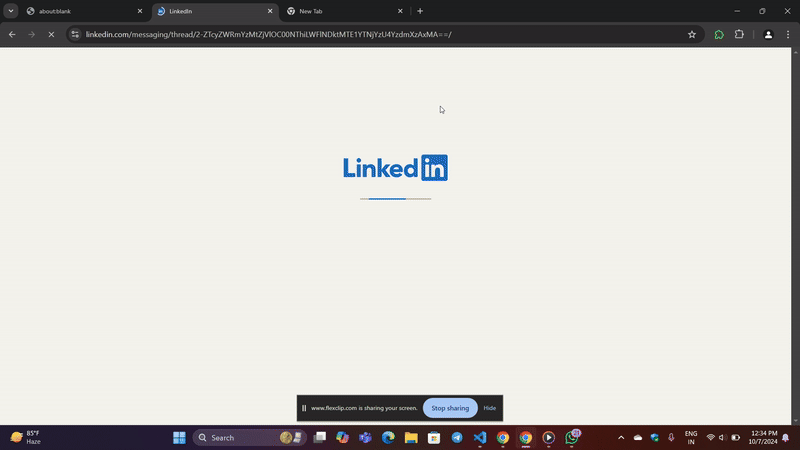 about:blank
LinkedIn
New Tab
linkedin.com/messaging/thread/2-ZTcyZWRmYzMtZjVlOC00NThiLWFlNDktMTE1YTNjYzU4YzdmXzAxMA==/
Linkedin
www.flexclip.com is sharing your screen.
Stop sharing
Hide
85°F
Haze
Search
ENG
IN
12:34 PM
10/7/2024